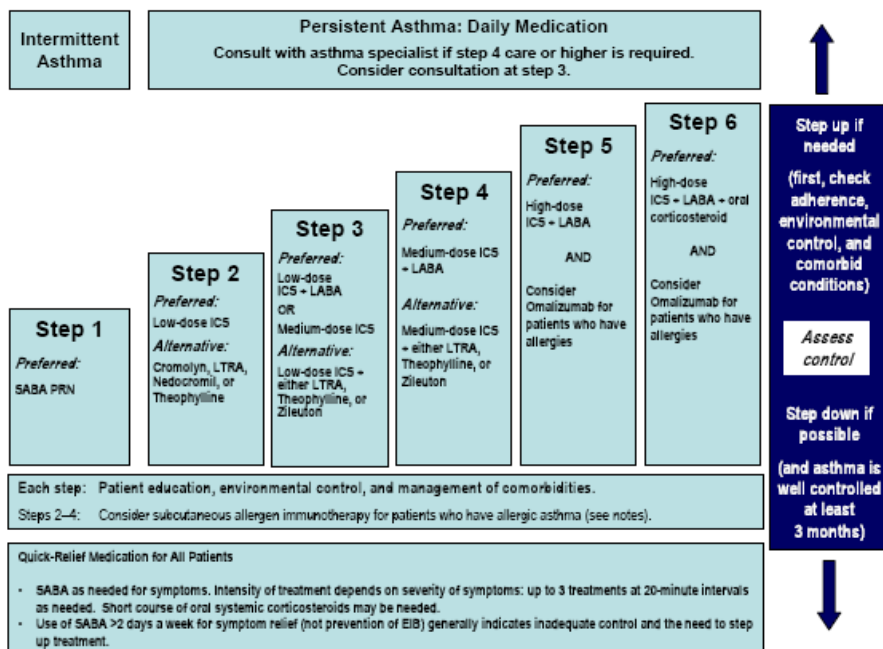 Intermittent
Asthma
Persistent Asthma: Daily Medication
Consult with asthma specialist if step 4 care or higher is required.
Consider consultation at step 3.
Step 1
Preferred:
SABA PRN
Step 2
Preferred:
Low-dose ICS
Alternative:
Cromolyn, LTRA,
Nedocromil, or
Theophylline
Step 3
Preferred:
Low-dose
ICS + LABA
OR
Medium-dose ICS
Alternative:
Low-dose ICS +
either LTRA,
Theophylline, or
Zileuton
Step 4
Preferred:
Medium-dose ICS
+ LABA
Alternative:
Medium-dose ICS
+ either LTRA,
Theophylline, or
Zileuton
Step 5
Preferred:
High-dose
ICS + LABA
AND
Consider
Omalizumab for
patients who have
allergies
Step 6
Preferred:
High-dose
ICS + LABA + oral
corticosteroid
AND
Consider
Omalizumab for
patients who have
allergies
Step up if
needed
(first, check
adherence,
environmental
control, and
comorbid
conditions)
Assess
control
Step down if
possible
(and asthma is
well controlled
at least
3 months)
Each step: Patient education, environmental control, and management of comorbidities.
Steps 2–4: Consider subcutaneous allergen immunotherapy for patients who have allergic asthma (see notes).
Quick-Relief Medication for All Patients
• SABA as needed for symptoms. Intensity of treatment depends on severity of symptoms: up to 3 treatments at 20-minute intervals
as needed. Short course of oral systemic corticosteroids may be needed.
• Use of SABA >2 days a week for symptom relief (not prevention of EIB) generally indicates inadequate control and the need to step
up treatment.